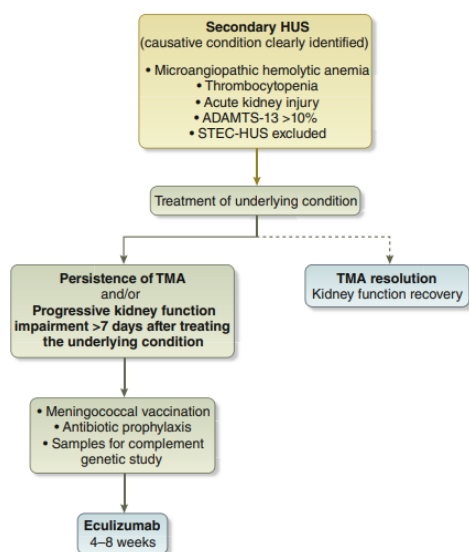 Secondary HUS
(causative condition clearly identified)
• Microangiopathic hemolytic anemia
• Thrombocytopenia
• Acute kidney injury
• ADAMTS-13 >10%
• STEC-HUS excluded
Treatment of underlying condition
Persistence of TMA
and/or
Progressive kidney function
impairment >7 days after treating
the underlying condition
TMA resolution
Kidney function recovery
• Meningococcal vaccination
• Antibiotic prophylaxis
• Samples for complement
genetic study
Eculizumab
4–8 weeks